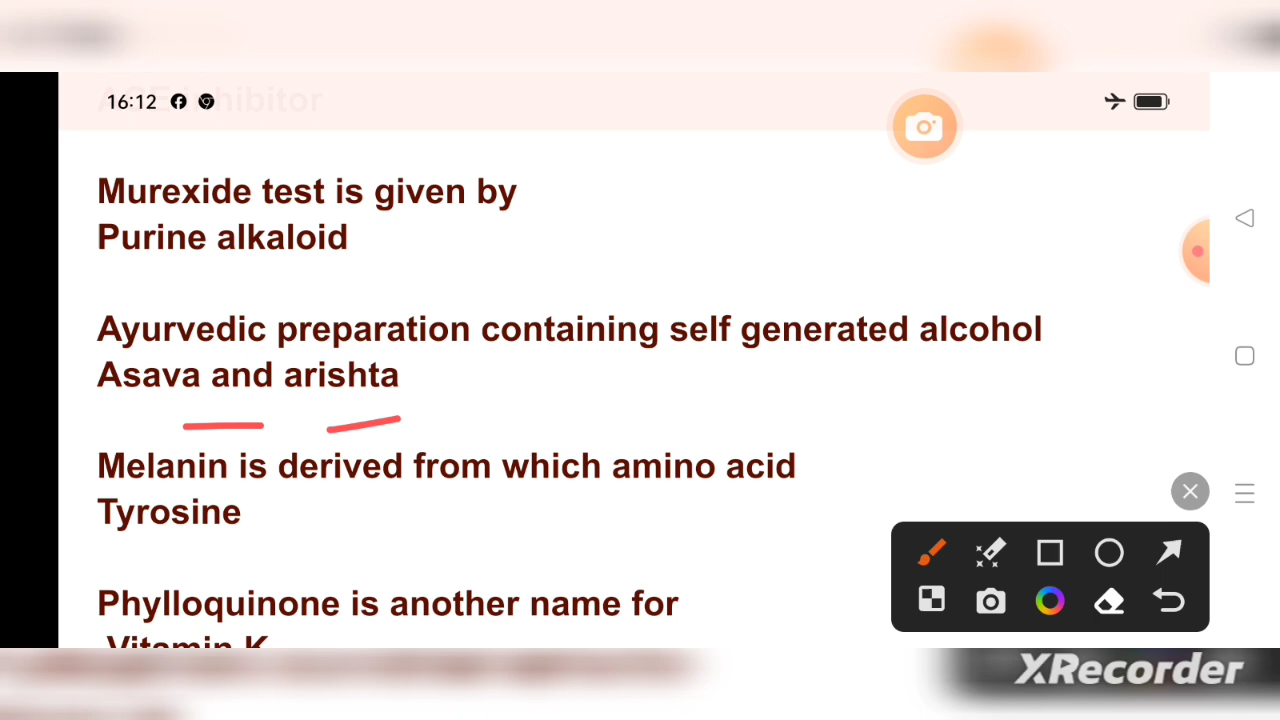 16:12
Murexide test is given by
Purine alkaloid
Ayurvedic preparation containing self generated alcohol
Asava and arishta
Melanin is derived from which amino acid
Tyrosine
Phylloquinone is another name for
Vitamin K
XRecorder